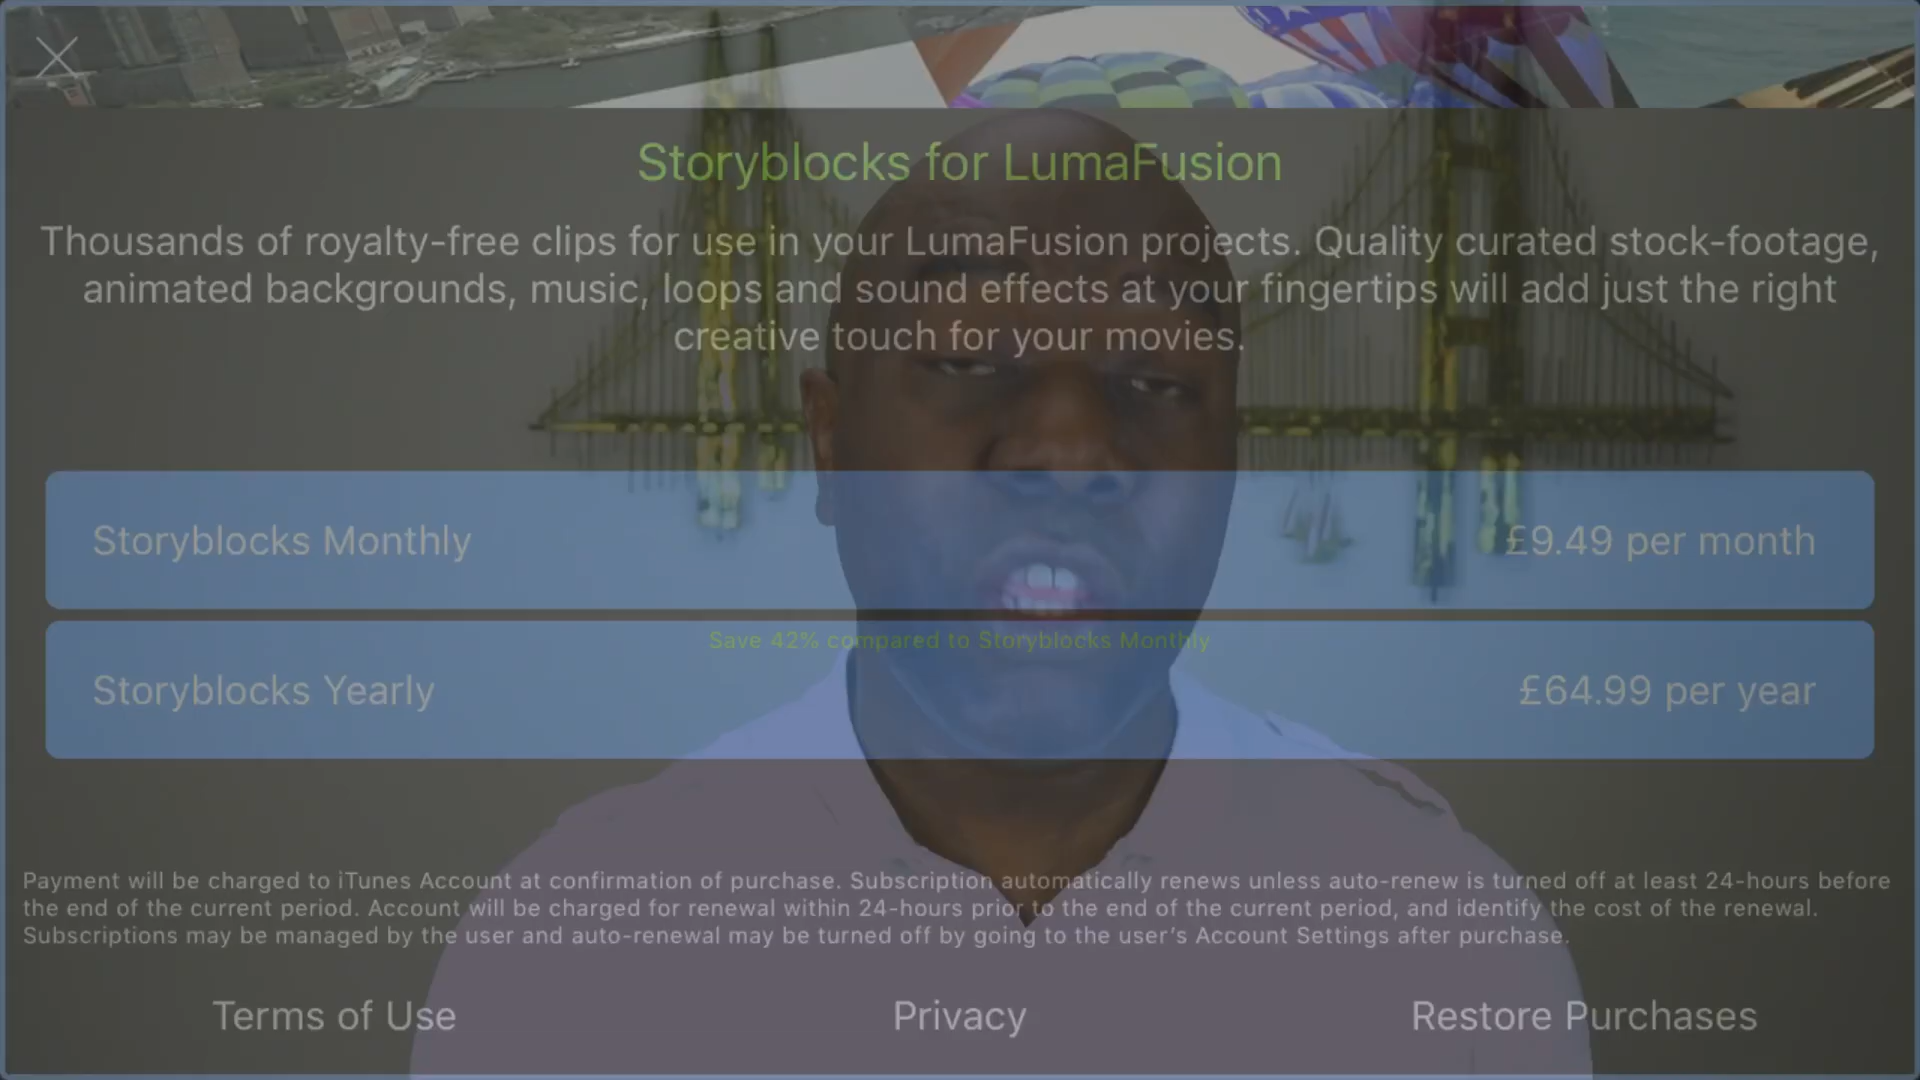 Storyblocks for LumaFusion
Thousands of royalty-free clips for use in your LumaFusion projects. Quality curated stock-footage,
animated backgrounds, music, loops and sound effects at your fingertips will add just the right
creative touch for your movies.
Storyblocks Monthly
£9.49 per month
Save 42% compared to Storyblocks Monthly
Storyblocks Yearly
£64.99 per year
Payment will be charged to iTunes Account at confirmation of purchase. Subscription automatically renews unless auto-renew is turned off at least 24-hours before
the end of the current period. Account will be charged for renewal within 24-hours prior to the end of the current period, and identify the cost of the renewal.
Subscriptions may be managed by the user and auto-renewal may be turned off by going to the user’s Account Settings after purchase.
Terms of Use
Privacy
Restore Purchases